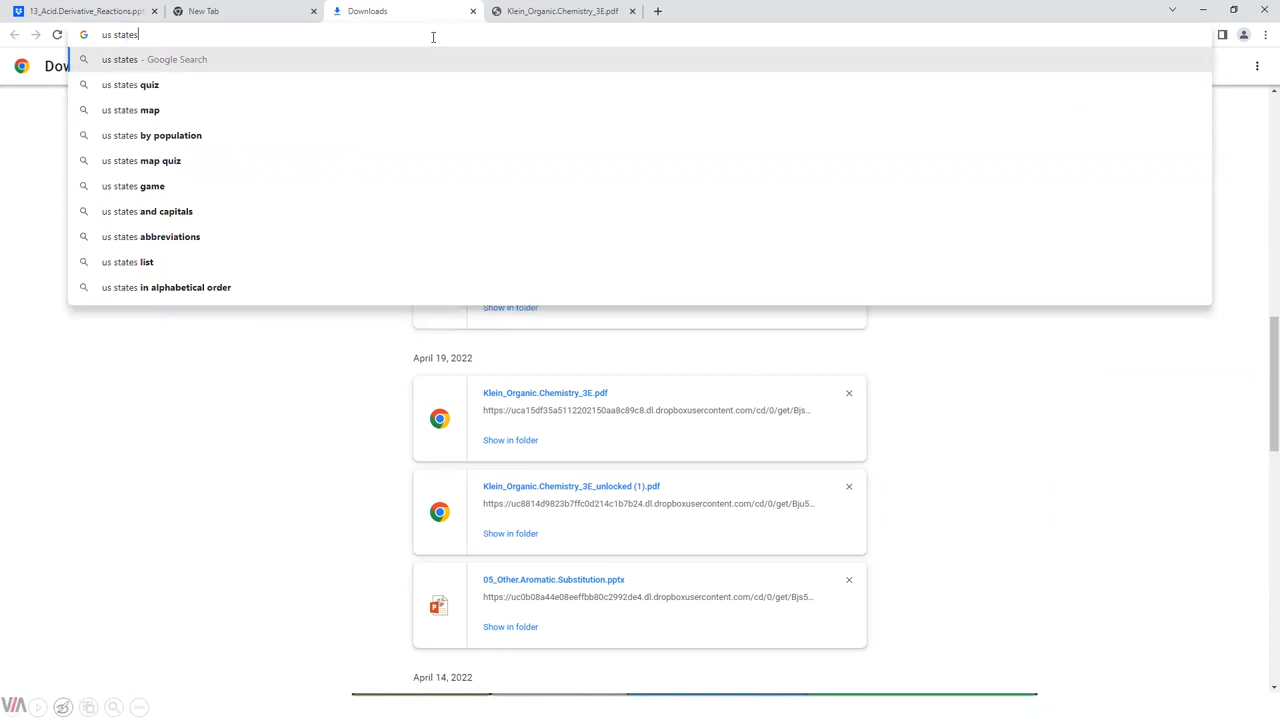 13_Acid.Derivative_Reactions.pp
New Tab
Downloads
Klein_Organic.Chemistry_3E.pdf
us states
Dow
us states - Google Search
us states quiz
us states map
us states by population
us states map quiz
us states game
us states and capitals
us states abbreviations
us states list
us states in alphabetical order
Show in folder
April 19, 2022
Klein_Organic.Chemistry_3E.pdf
https://uca15df35a5112202150aa8c89c8.dl.dropboxusercontent.com/cd/0/get/Bjs...
Show in folder
Klein_Organic.Chemistry_3E_unlocked (1).pdf
https://uc8814d9823b7ffc0d214c1b7b24.dl.dropboxusercontent.com/cd/0/get/Bju5...
Show in folder
05_Other.Aromatic.Substitution.pptx
https://uc0b08a44e08eeffbb80c2992de4.dl.dropboxusercontent.com/cd/0/get/Bjs5...
Show in folder
April 14, 2022
VIA